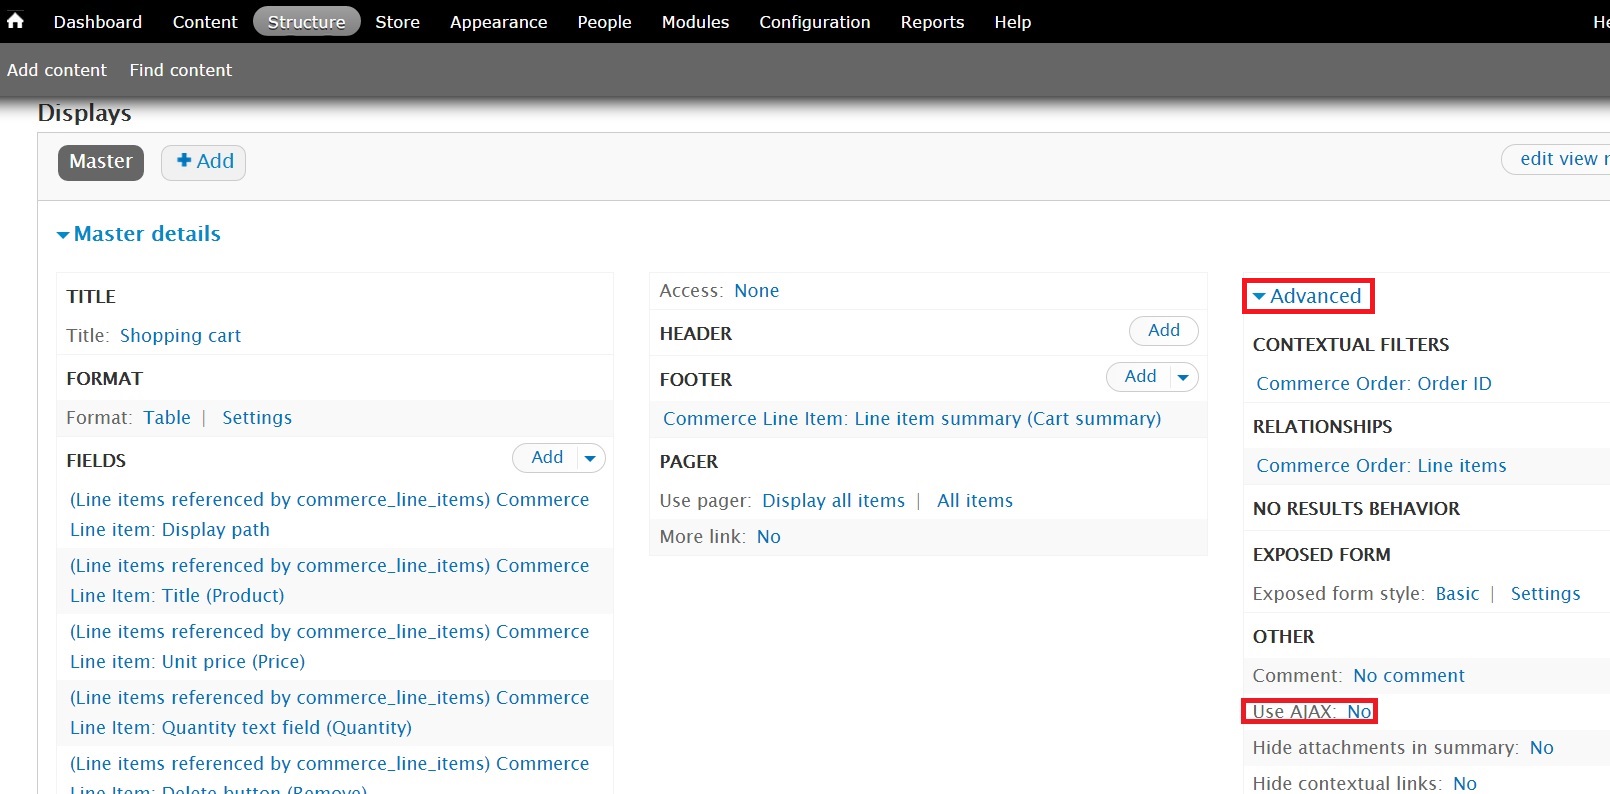 Dashboard Content Structure Store Appearance People Modules Configuration Reports Help
Add content Find content
Displays
Master Add
edit view
Master details
TITLE
Title: Shopping cart
FORMAT
Format: Table | Settings
FIELDS Add
(Line items referenced by commerce_line_items) Commerce
Line item: Display path
(Line items referenced by commerce_line_items) Commerce
Line Item: Title (Product)
(Line items referenced by commerce_line_items) Commerce
Line item: Unit price (Price)
(Line items referenced by commerce_line_items) Commerce
Line Item: Quantity text field (Quantity)
(Line items referenced by commerce_line_items) Commerce
Line Item: Delete button (Remove)
Access: None
HEADER Add
FOOTER Add
Commerce Line Item: Line item summary (Cart summary)
PAGER
Use pager: Display all items | All items
More link: No
Advanced
CONTEXTUAL FILTERS
Commerce Order: Order ID
RELATIONSHIPS
Commerce Order: Line items
NO RESULTS BEHAVIOR
EXPOSED FORM
Exposed form style: Basic | Settings
OTHER
Comment: No comment
Use AJAX: No
Hide attachments in summary: No
Hide contextual links: No